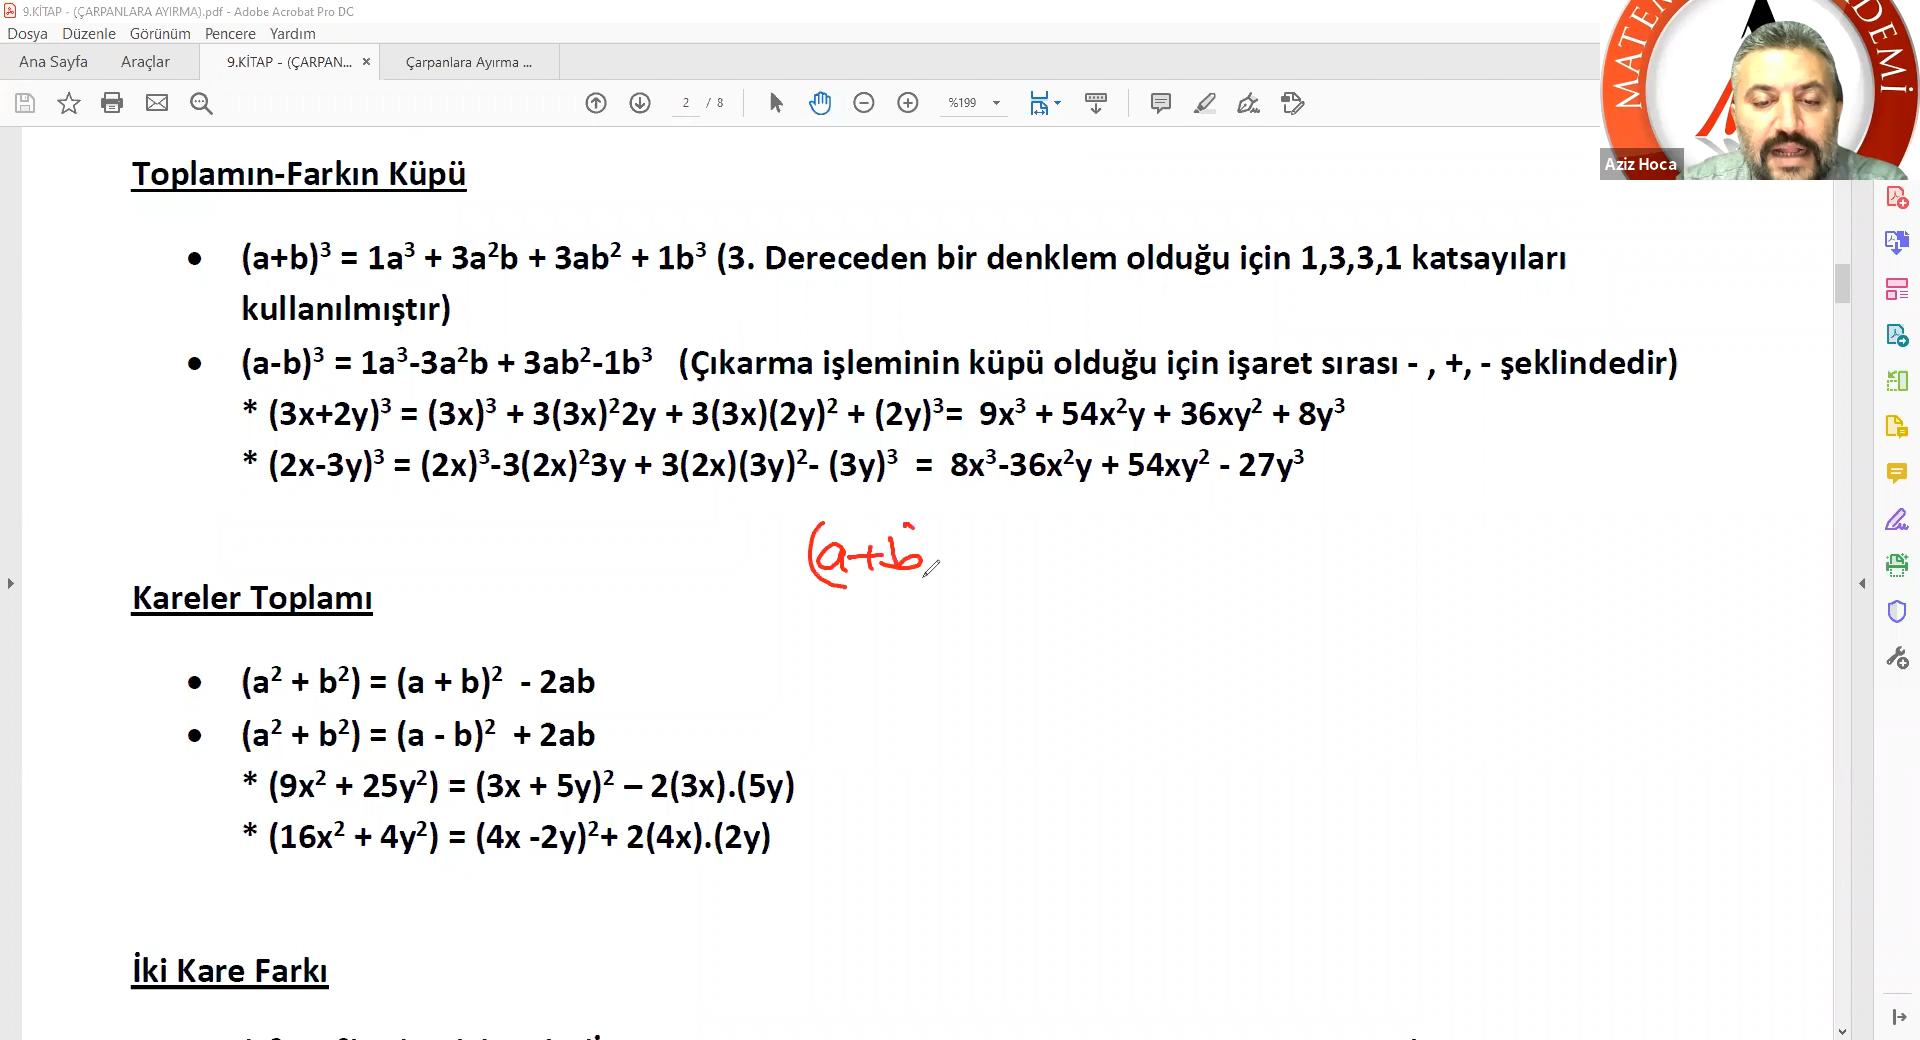 9.KİTAP - (ÇARPANLARA AYIRMA).pdf - Adobe Acrobat Pro DC
Dosya Düzenle Görünüm Pencere Yardım
Ana Sayfa Araçlar 9.KİTAP - (ÇARPAN... × Çarpanlara Ayırma ...
2 / 8 %199
Aziz Hoca
Toplamın-Farkın Küpü
• (a+b)³ = 1a³ + 3a²b + 3ab² + 1b³ (3. Dereceden bir denklem olduğu için 1,3,3,1 katsayıları
kullanılmıştır)
• (a-b)³ = 1a³-3a²b + 3ab²-1b³ (Çıkarma işleminin küpü olduğu için işaret sırası - , +, - şeklindedir)
* (3x+2y)³ = (3x)³ + 3(3x)²2y + 3(3x)(2y)² + (2y)³= 9x³ + 54x²y + 36xy² + 8y³
* (2x-3y)³ = (2x)³-3(2x)²3y + 3(2x)(3y)²- (3y)³ = 8x³-36x²y + 54xy² - 27y³
(a+b
Kareler Toplamı
• (a² + b²) = (a + b)² - 2ab
• (a² + b²) = (a - b)² + 2ab
* (9x² + 25y²) = (3x + 5y)² – 2(3x).(5y)
* (16x² + 4y²) = (4x -2y)²+ 2(4x).(2y)
İki Kare Farkı